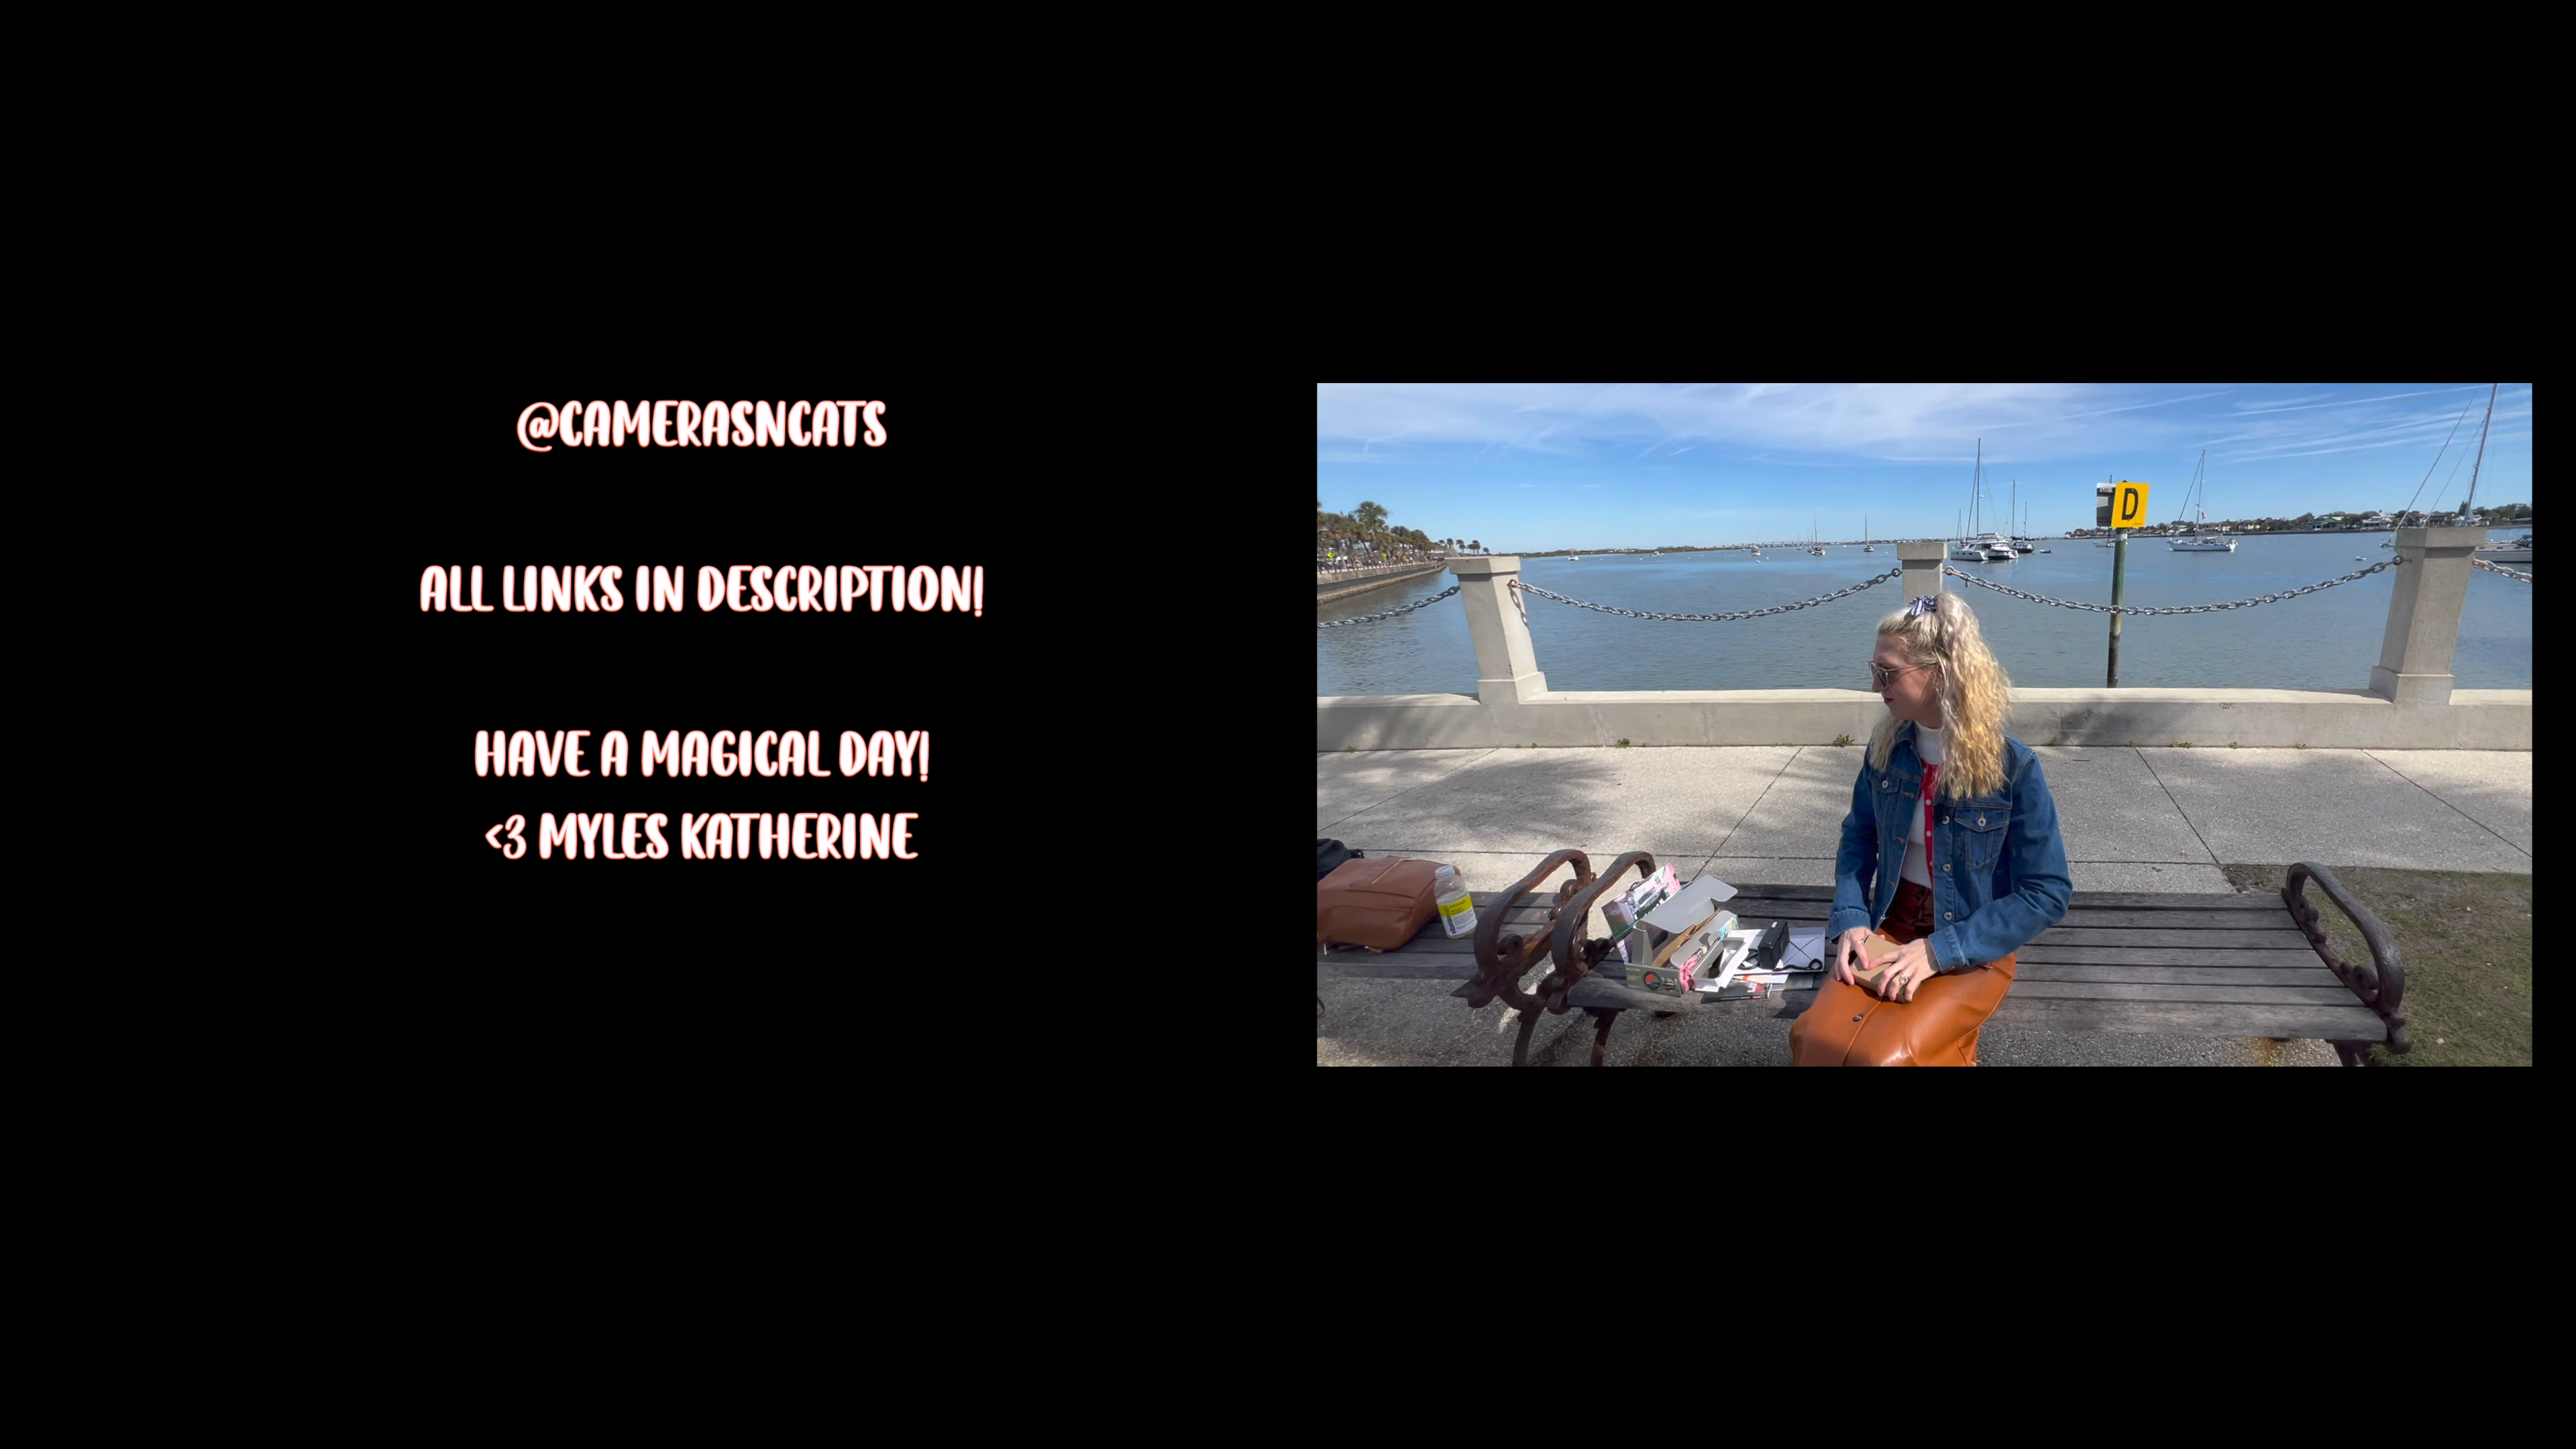 @CAMERASNCATS
ALL LINKS IN DESCRIPTION!
HAVE A MAGICAL DAY!
<3 MYLES KATHERINE
D